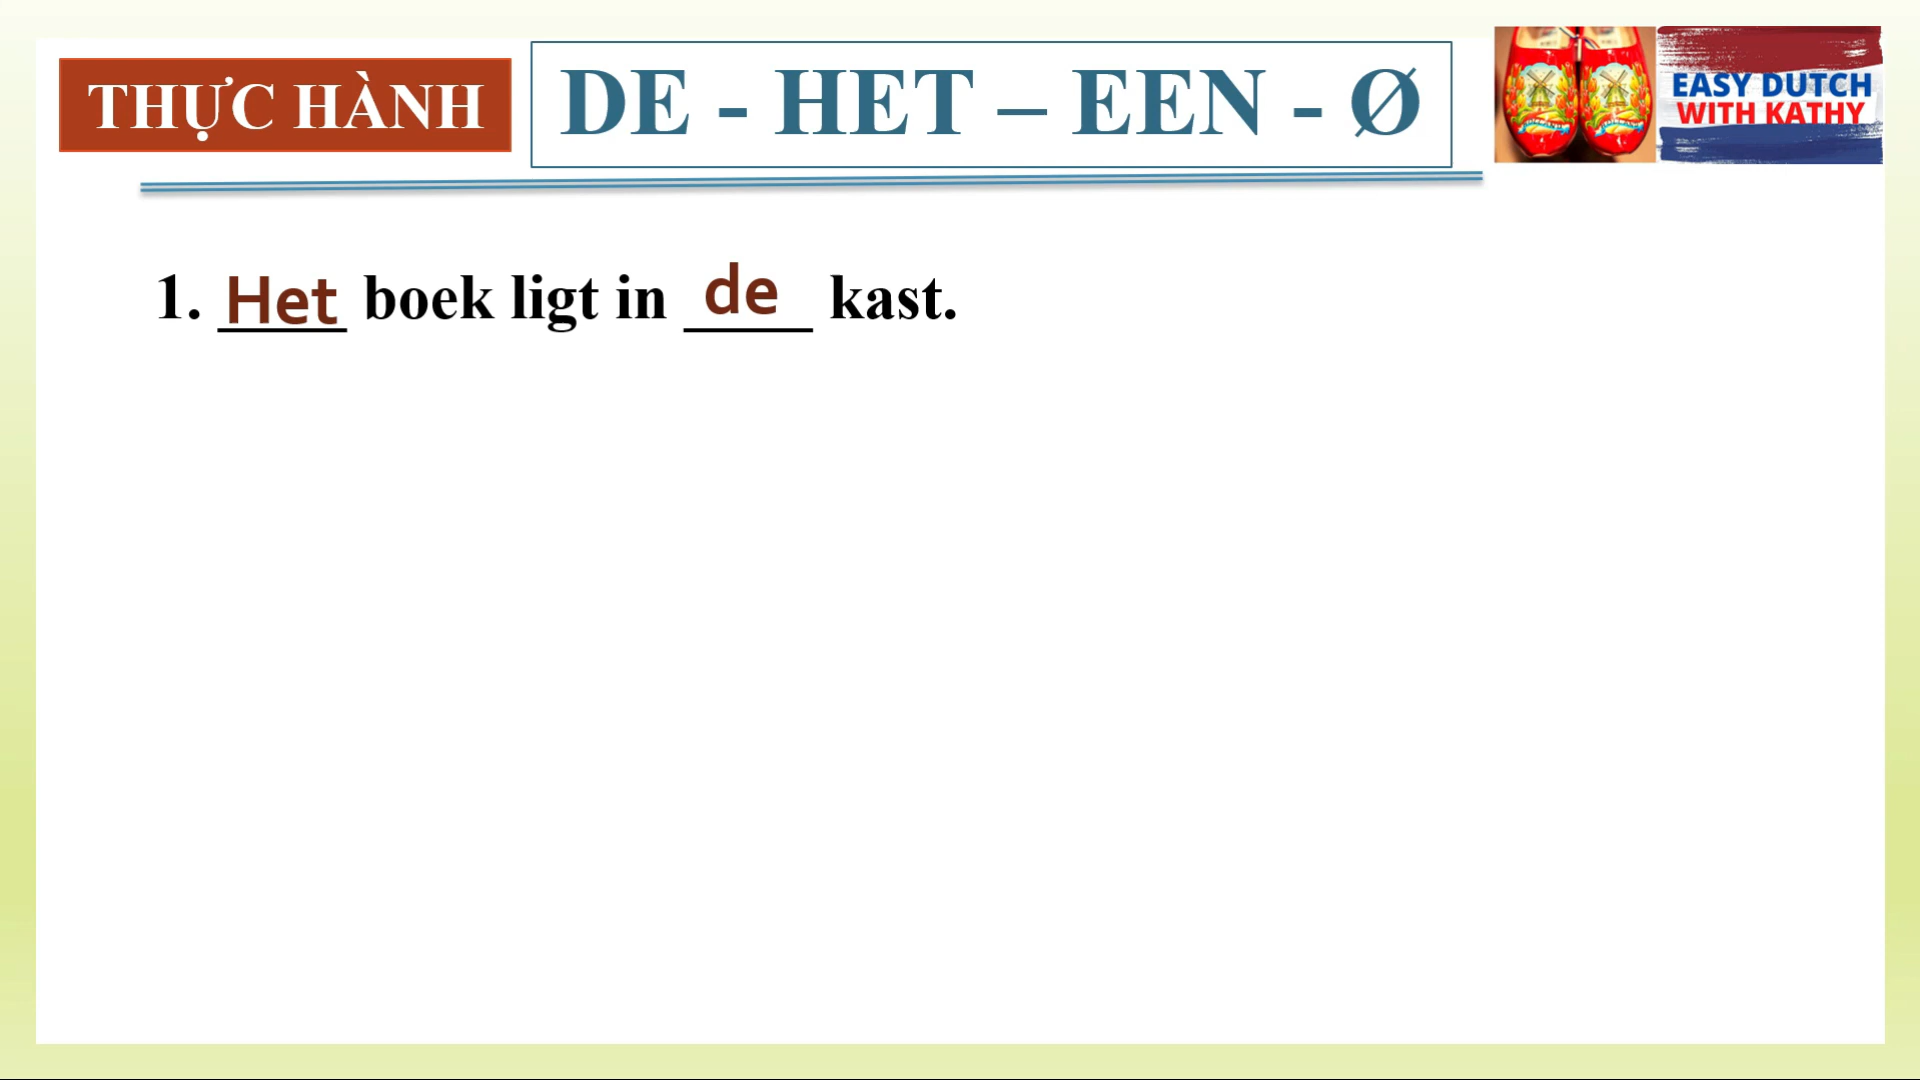 THỰC HÀNH
DE - HET – EEN - Ø
EASY DUTCH
WITH KATHY
1. Het boek ligt in de kast.